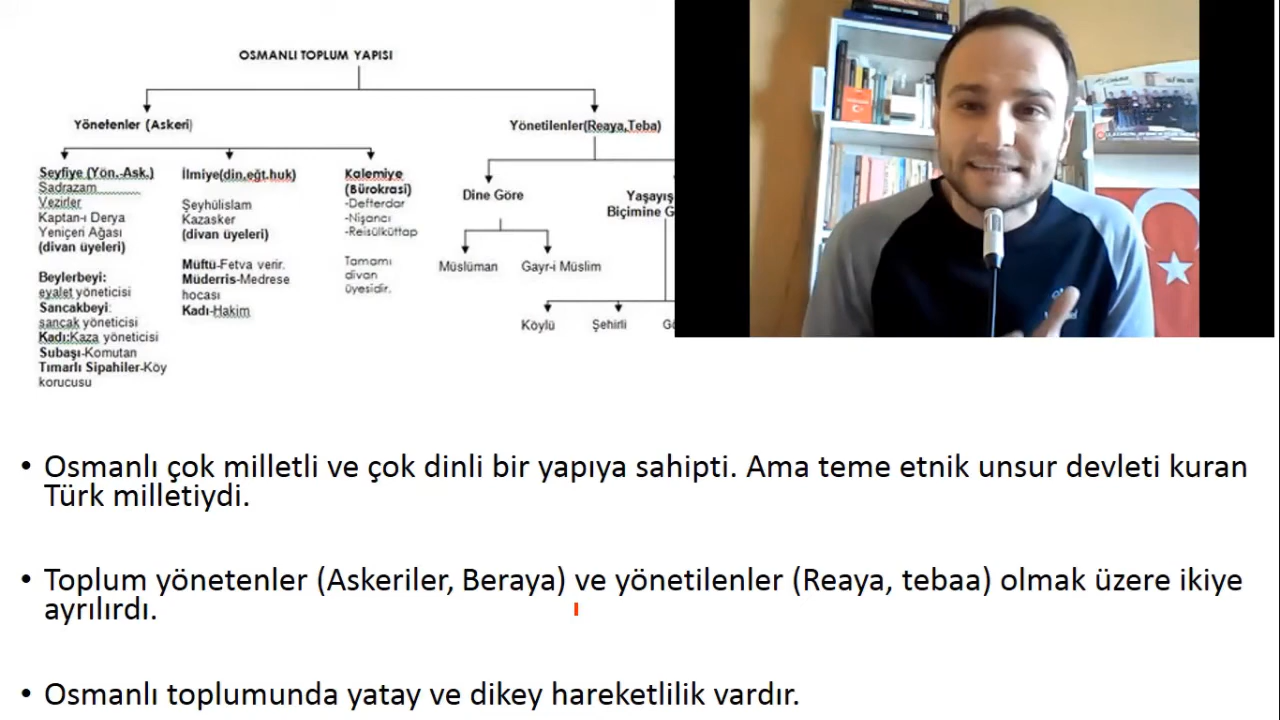 OSMANLI TOPLUM YAPISI
Yönetenler (Askeri)
Yönetilenler(Reaya,Teba)
Seyfiye (Yön.-Ask.)
Sadrazam
Vezirler
Kaptan-ı Derya
Yeniçeri Ağası
(divan üyeleri)
Beylerbeyi:
eyalet yöneticisi
Sancakbeyi:
sancak yöneticisi
Kadı:Kaza yöneticisi
Subaşı-Komutan
Tımarlı Sipahiler-Köy
korucusu
İlmiye(din,eğt.huk)
Şeyhülislam
Kazasker
(divan üyeleri)
Müftü-Fetva verir.
Müderris-Medrese
hocası
Kadı-Hakim
Kalemiye
(Bürokrasi)
-Defterdar
-Nişancı
-Reisülküttap
Tamamı
divan
üyesidir.
Dine Göre
Müslüman
Gayr-i Müslim
Yaşayış
Biçimine G
Köylü
Şehirli
• Osmanlı çok milletli ve çok dinli bir yapıya sahipti. Ama teme etnik unsur devleti kuran
Türk milletiydi.
• Toplum yönetenler (Askeriler, Beraya) ve yönetilenler (Reaya, tebaa) olmak üzere ikiye
ayrılırdı.
• Osmanlı toplumunda yatay ve dikey hareketlilik vardır.